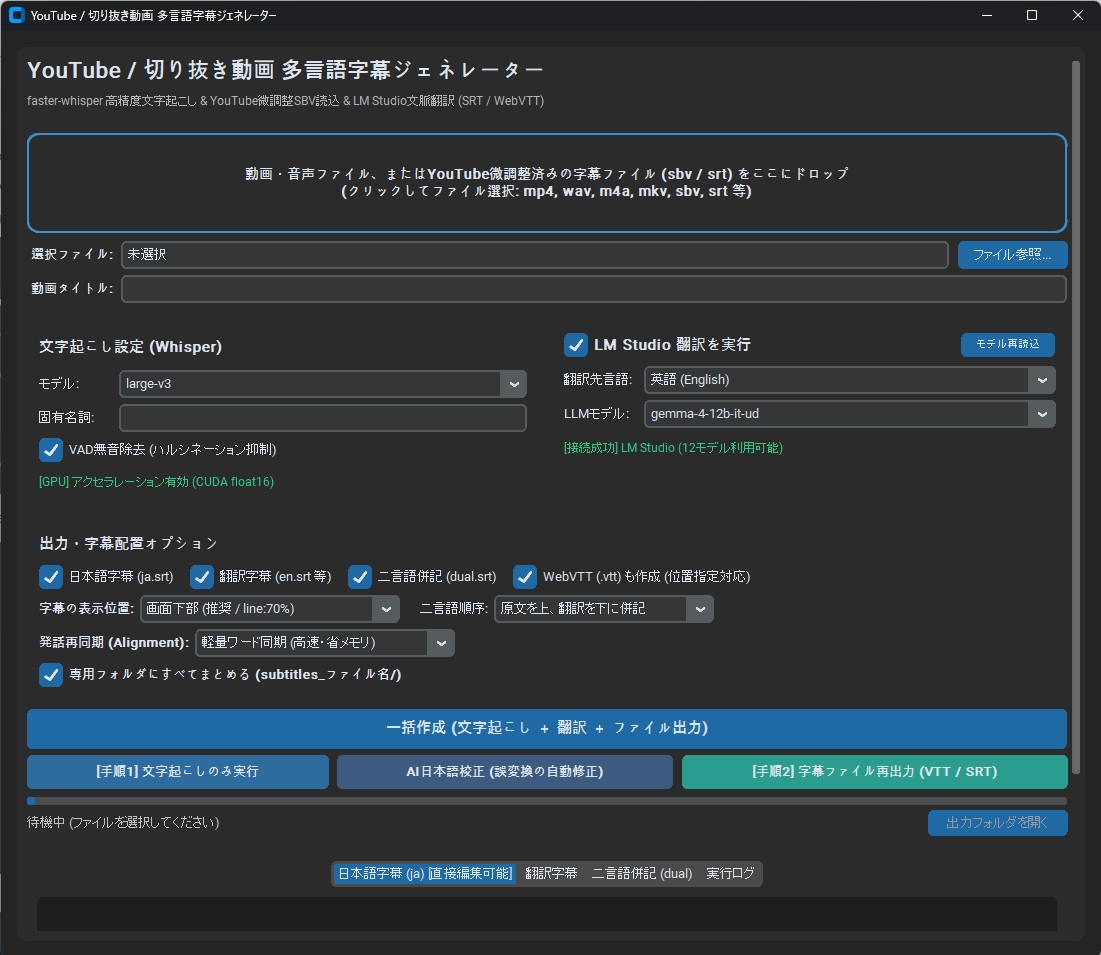 YouTube / 切り抜き動画 多言語字幕ジェネレーター
YouTube / 切り抜き動画 多言語字幕ジェネレーター
faster-whisper 高精度文字起こし & YouTube微調整SBV読込 & LM Studio文脈翻訳 (SRT / WebVTT)
動画・音声ファイル、またはYouTube微調整済みの字幕ファイル (sbv / srt) をここにドロップ
(クリックしてファイル選択: mp4, wav, m4a, mkv, sbv, srt 等)
選択ファイル: 未選択 ファイル参照...
動画タイトル:
文字起こし設定 (Whisper)
モデル: large-v3
固有名詞:
VAD無音除去 (ハルシネーション抑制)
[GPU] アクセラレーション有効 (CUDA float16)
LM Studio 翻訳を実行 モデル再読込
翻訳先言語: 英語 (English)
LLMモデル: gemma-4-12b-it-ud
[接続成功] LM Studio (12モデル利用可能)
出力・字幕配置オプション
日本語字幕 (ja.srt) 翻訳字幕 (en.srt 等) 二言語併記 (dual.srt) WebVTT (.vtt) も作成 (位置指定対応)
字幕の表示位置: 画面下部 (推奨 / line:70%) 二言語順序: 原文を上、翻訳を下に併記
発話再同期 (Alignment): 軽量ワード同期 (高速・省メモリ)
専用フォルダにすべてまとめる (subtitles_ファイル名/)
一括作成 (文字起こし + 翻訳 + ファイル出力)
[手順1] 文字起こしのみ実行 AI日本語校正 (誤変換の自動修正) [手順2] 字幕ファイル再出力 (VTT / SRT)
待機中 (ファイルを選択してください) 出力フォルダを開く
日本語字幕 (ja) [直接編集可能] 翻訳字幕 二言語併記 (dual) 実行ログ